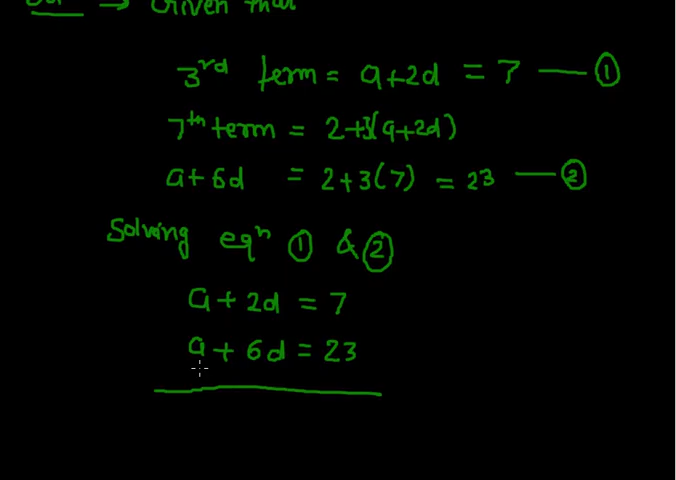 → Given that
3rd term = a+2d = 7 — ①
7th term = 2+3(a+2d)
a+6d = 2+3(7) = 23 — ②
Solving eqn ① & ②
a + 2d = 7
a + 6d = 23